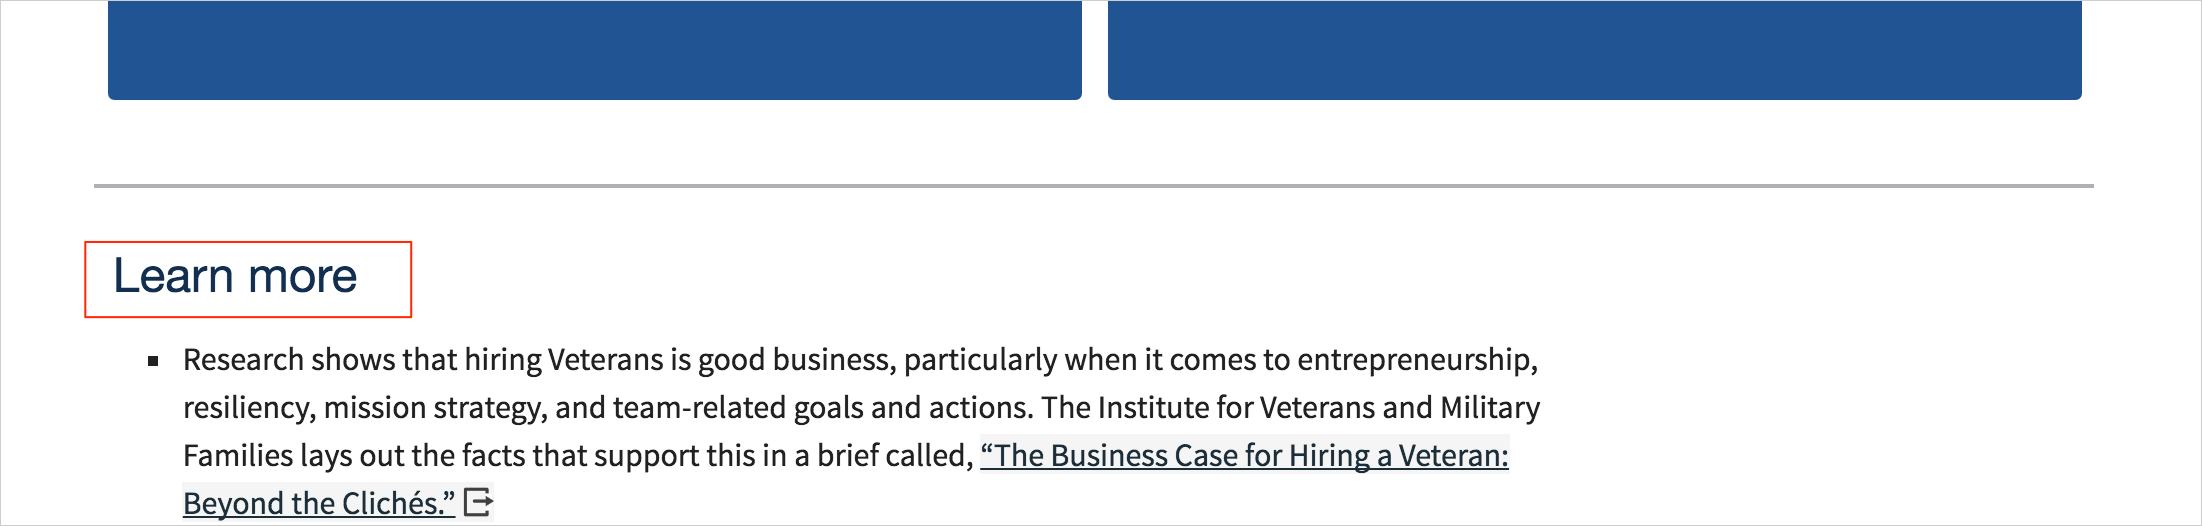 Learn more
▪ Research shows that hiring Veterans is good business, particularly when it comes to entrepreneurship,
resiliency, mission strategy, and team-related goals and actions. The Institute for Veterans and Military
Families lays out the facts that support this in a brief called, “The Business Case for Hiring a Veteran:
Beyond the Clichés.”